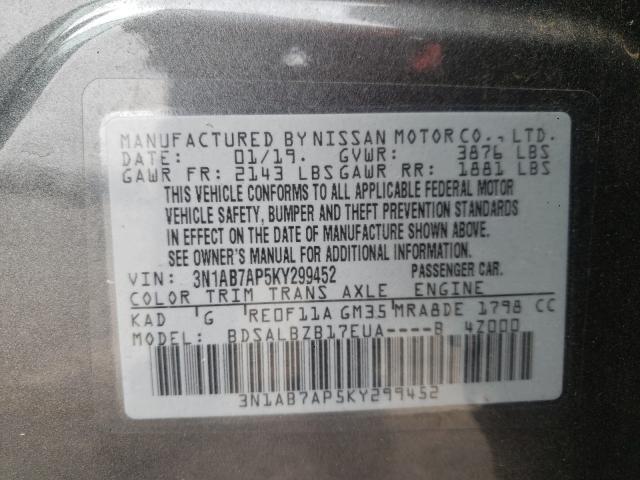 MANUFACTURED BY NISSAN MOTOR CO., LTD.
DATE: 01/19. GVWR: 3876 LBS
GAWR FR: 2143 LBS GAWR RR: 1881 LBS
THIS VEHICLE CONFORMS TO ALL APPLICABLE FEDERAL MOTOR
VEHICLE SAFETY, BUMPER AND THEFT PREVENTION STANDARDS
IN EFFECT ON THE DATE OF MANUFACTURE SHOWN ABOVE.
SEE OWNER'S MANUAL FOR ADDITIONAL INFORMATION.
VIN: 3N1AB7AP5KY299452 PASSENGER CAR.
COLOR TRIM TRANS AXLE ENGINE
KAD G RE0F11A GM35 MRA8DE 1798 CC
MODEL: BDSALBZB17EUA----B 4Z000
3N1AB7AP5KY299452